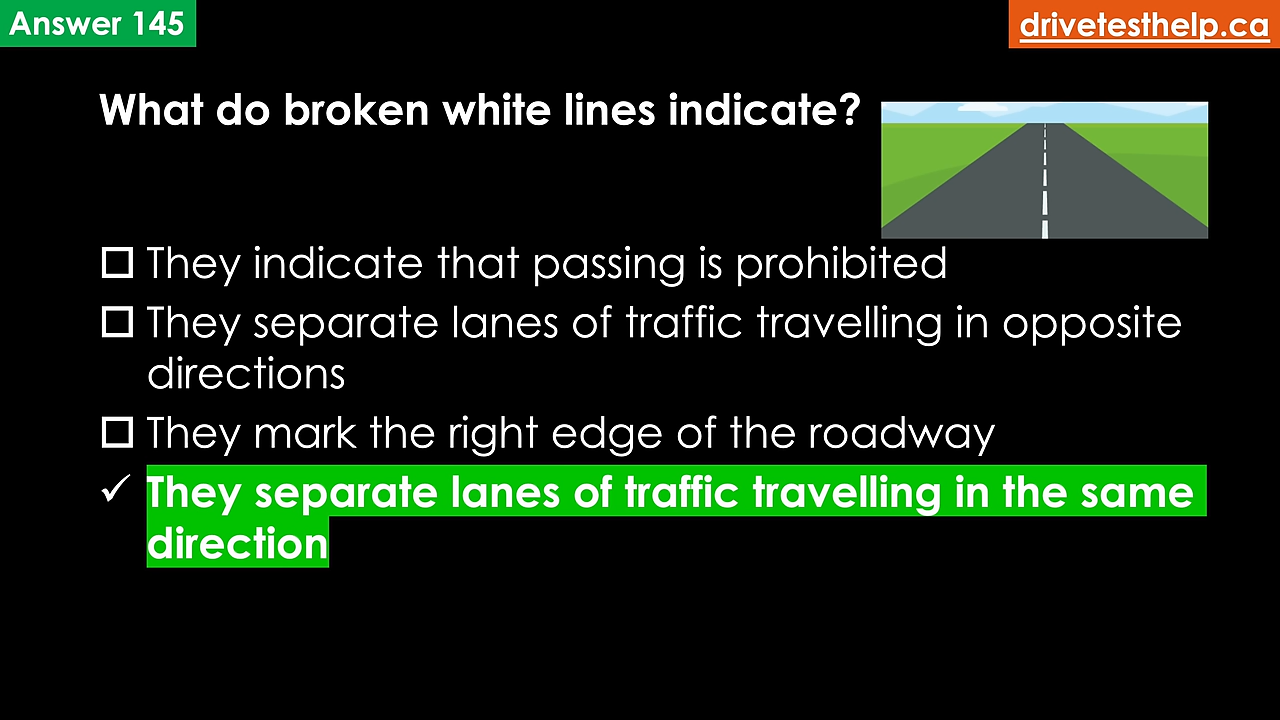 Answer 145
drivetesthelp.ca
What do broken white lines indicate?
They indicate that passing is prohibited
They separate lanes of traffic travelling in opposite
directions
They mark the right edge of the roadway
They separate lanes of traffic travelling in the same
direction